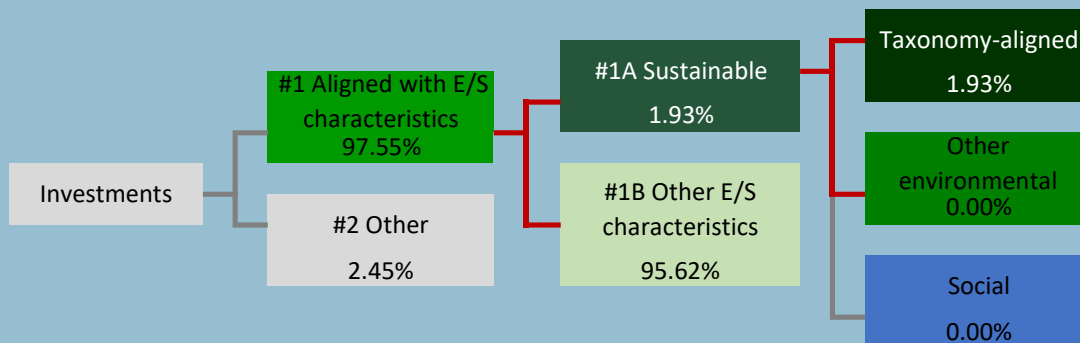 Investments
#1 Aligned with E/S
characteristics
97.55%
#2 Other
2.45%
#1A Sustainable
1.93%
#1B Other E/S
characteristics
95.62%
Taxonomy-aligned
1.93%
Other
environmental
0.00%
Social
0.00%